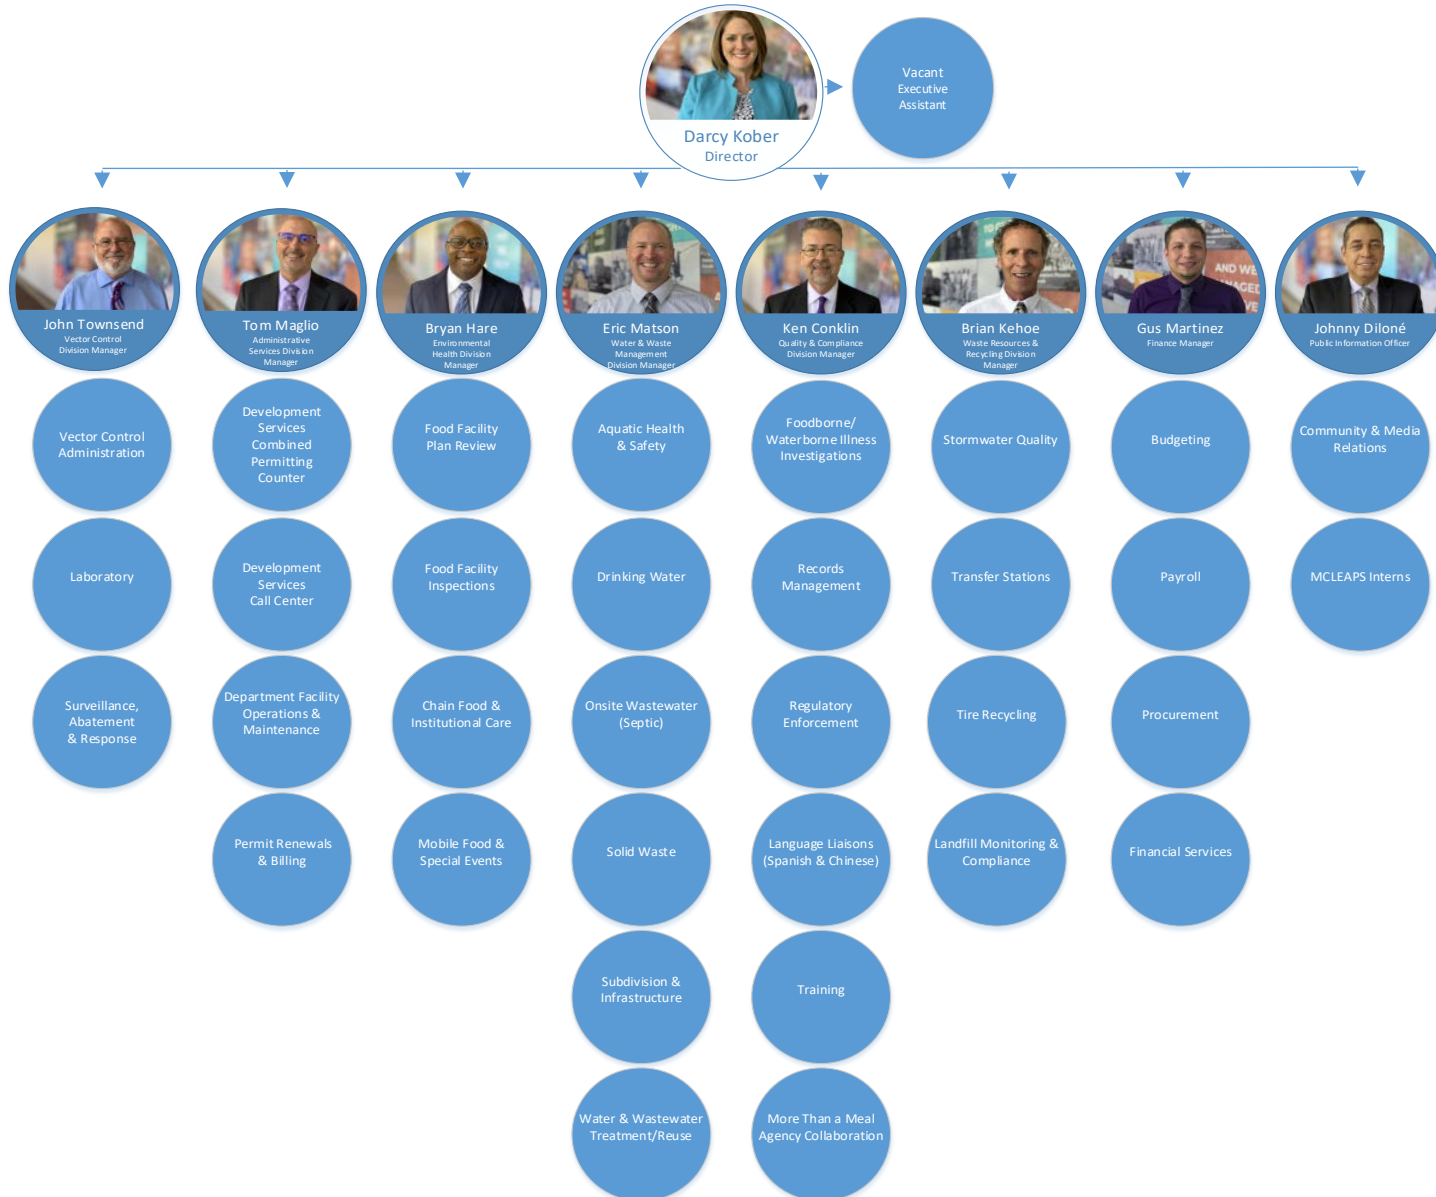 Darcy Kober
Director
Vacant
Executive
Assistant
John Townsend
Vector Control
Division Manager
Tom Maglio
Administrative
Services Division
Manager
Bryan Hare
Environmental
Health Division
Manager
Eric Matson
Water & Waste
Management
Division Manager
Ken Conklin
Quality & Compliance
Division Manager
Brian Kehoe
Waste Resources &
Recycling Division
Manager
Gus Martinez
Finance Manager
Johnny Diloné
Public Information Officer
Vector Control
Administration
Development
Services
Combined
Permitting
Counter
Food Facility
Plan Review
Aquatic Health
& Safety
Foodborne/
Waterborne Illness
Investigations
Stormwater Quality
Budgeting
Community & Media
Relations
Laboratory
Development
Services
Call Center
Food Facility
Inspections
Drinking Water
Records
Management
Transfer Stations
Payroll
MCLEAPS Interns
Surveillance,
Abatement
& Response
Department Facility
Operations &
Maintenance
Chain Food &
Institutional Care
Onsite Wastewater
(Septic)
Regulatory
Enforcement
Tire Recycling
Procurement
Permit Renewals
& Billing
Mobile Food &
Special Events
Solid Waste
Language Liaisons
(Spanish & Chinese)
Landfill Monitoring &
Compliance
Financial Services
Subdivision &
Infrastructure
Training
Water & Wastewater
Treatment/Reuse
More Than a Meal
Agency Collaboration